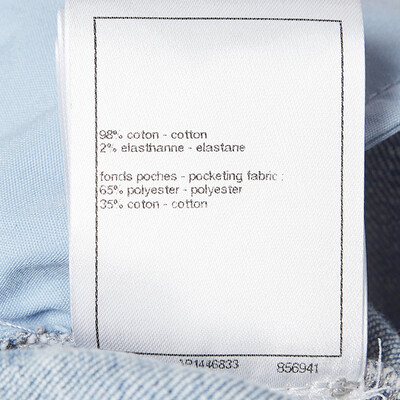 98% coton - cotton
2% elasthanne - elastane
fonds poches - pocketing fabric :
65% polyester - polyester
35% coton - cotton
856941